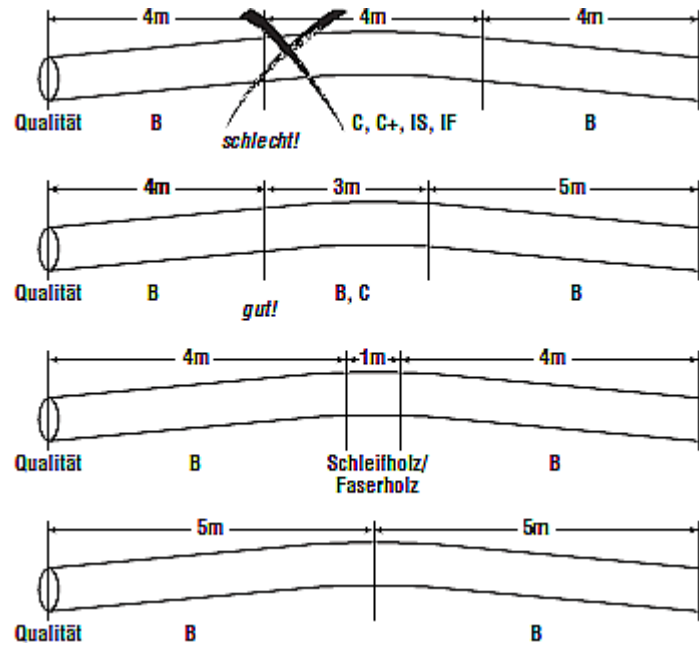 4m 4m 4m
Qualität B C, C+, IS, IF B
schlecht!
4m 3m 5m
Qualität B B, C B
gut!
4m 1m 4m
Qualität B Schleifholz/ B
Faserholz
5m 5m
Qualität B B